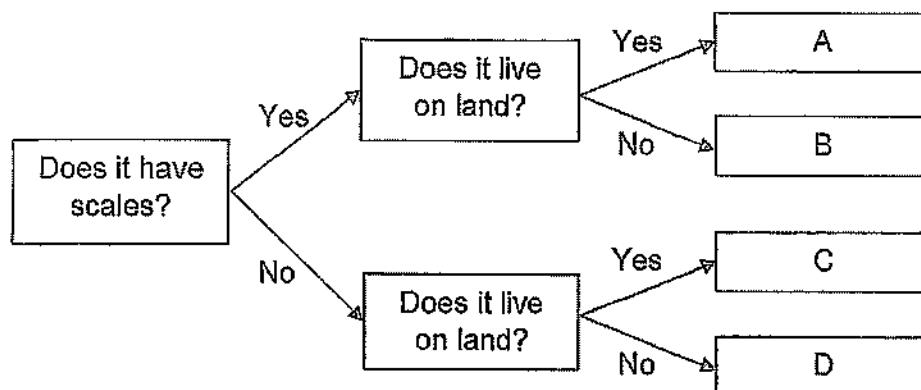 Does it have
scales?
Yes
No
Does it live
on land?
Yes
No
A
B
Does it live
on land?
Yes
No
C
D